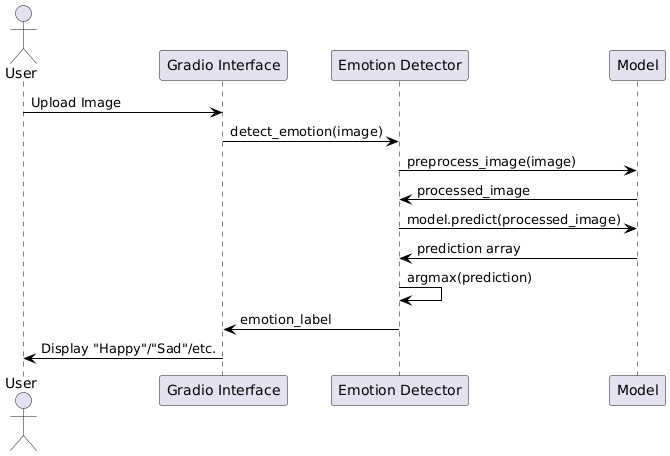 User
Gradio Interface
Emotion Detector
Model
Upload Image
detect_emotion(image)
preprocess_image(image)
processed_image
model.predict(processed_image)
prediction array
argmax(prediction)
emotion_label
Display "Happy"/"Sad"/etc.
User
Gradio Interface
Emotion Detector
Model